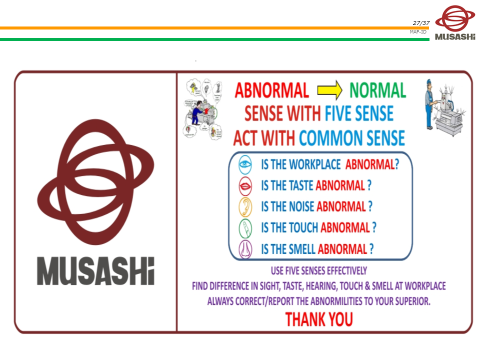 27/37
MAP-ID
MUSASHi
ABNORMAL NORMAL
SENSE WITH FIVE SENSE
ACT WITH COMMON SENSE
IS THE WORKPLACE ABNORMAL?
IS THE TASTE ABNORMAL ?
IS THE NOISE ABNORMAL ?
IS THE TOUCH ABNORMAL ?
IS THE SMELL ABNORMAL ?
MUSASHi
USE FIVE SENSES EFFECTIVELY
FIND DIFFERENCE IN SIGHT, TASTE, HEARING, TOUCH & SMELL AT WORKPLACE
ALWAYS CORRECT/REPORT THE ABNORMILITIES TO YOUR SUPERIOR.
THANK YOU